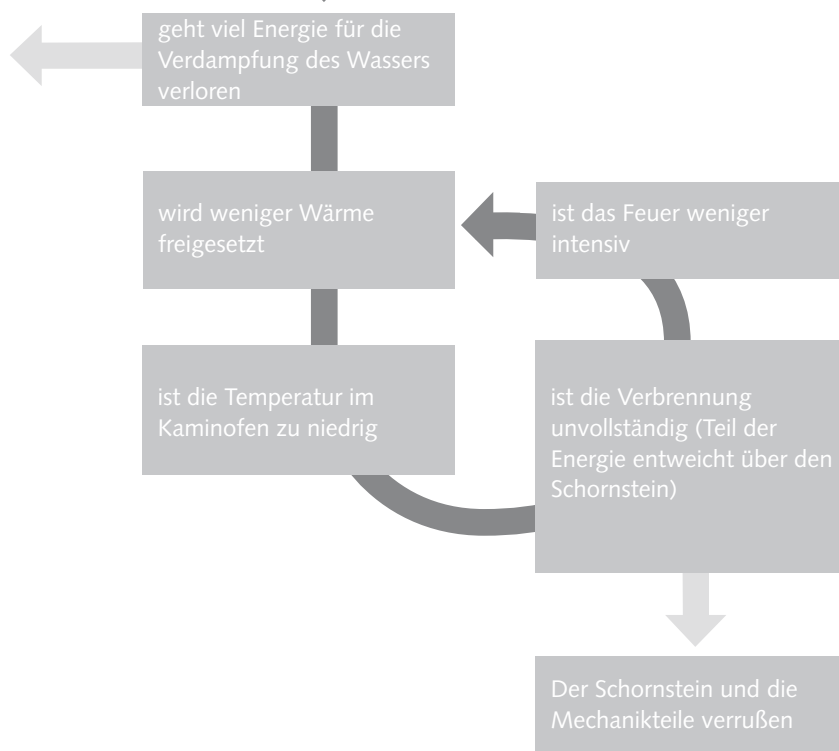 geht viel Energie für die
Verdampfung des Wassers
verloren
wird weniger Wärme
freigesetzt
ist das Feuer weniger
intensiv
ist die Temperatur im
Kaminofen zu niedrig
ist die Verbrennung
unvollständig (Teil der
Energie entweicht über den
Schornstein)
Der Schornstein und die
Mechanikteile verrußen